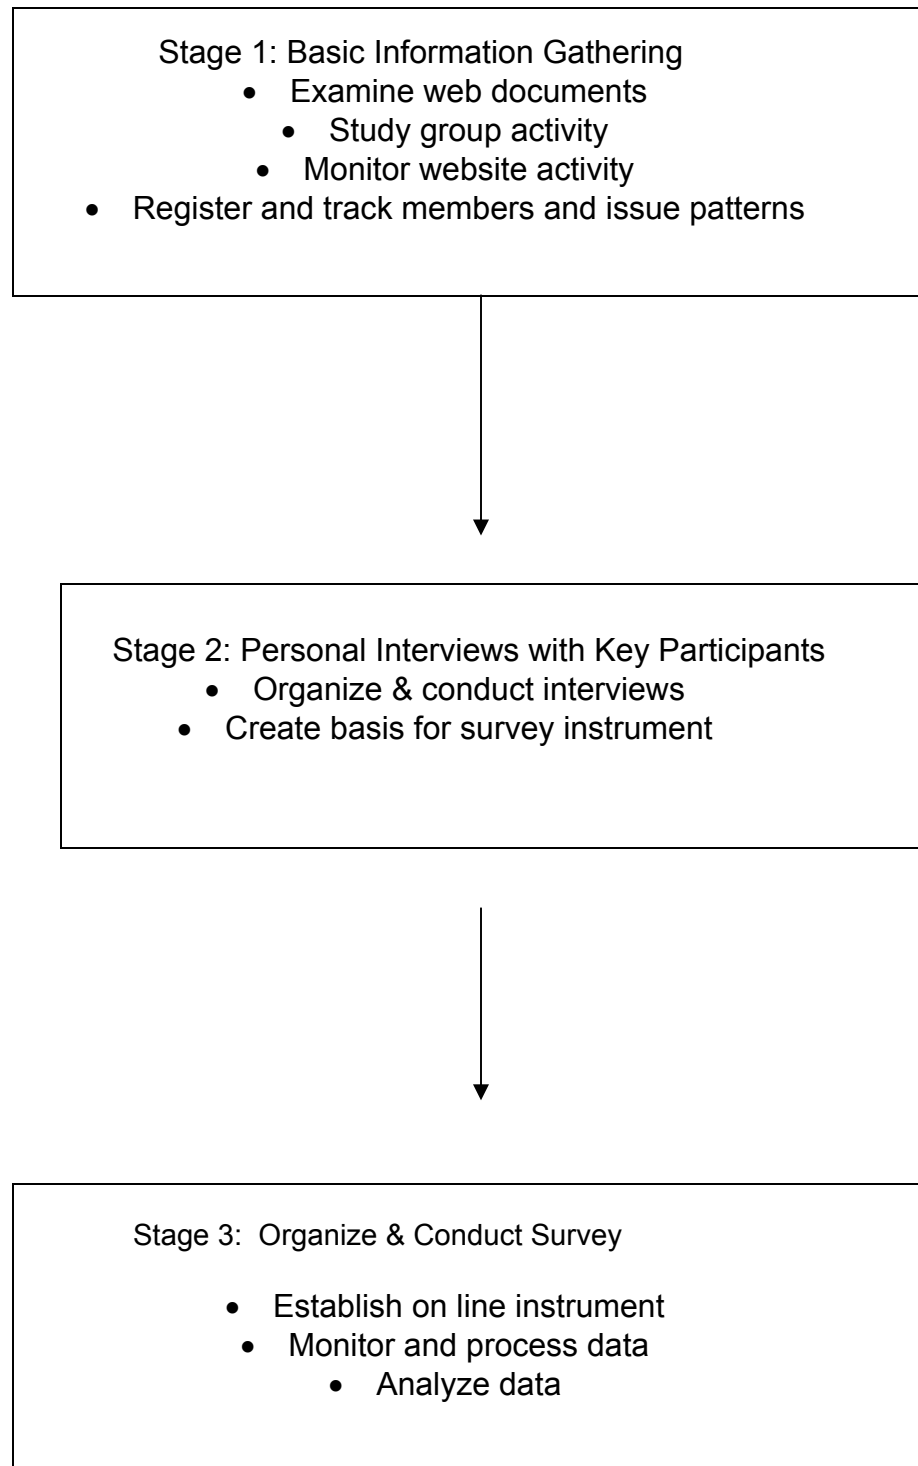 Stage 1: Basic Information Gathering
• Examine web documents
• Study group activity
• Monitor website activity
• Register and track members and issue patterns
Stage 2: Personal Interviews with Key Participants
• Organize & conduct interviews
• Create basis for survey instrument
Stage 3: Organize & Conduct Survey
• Establish on line instrument
• Monitor and process data
• Analyze data